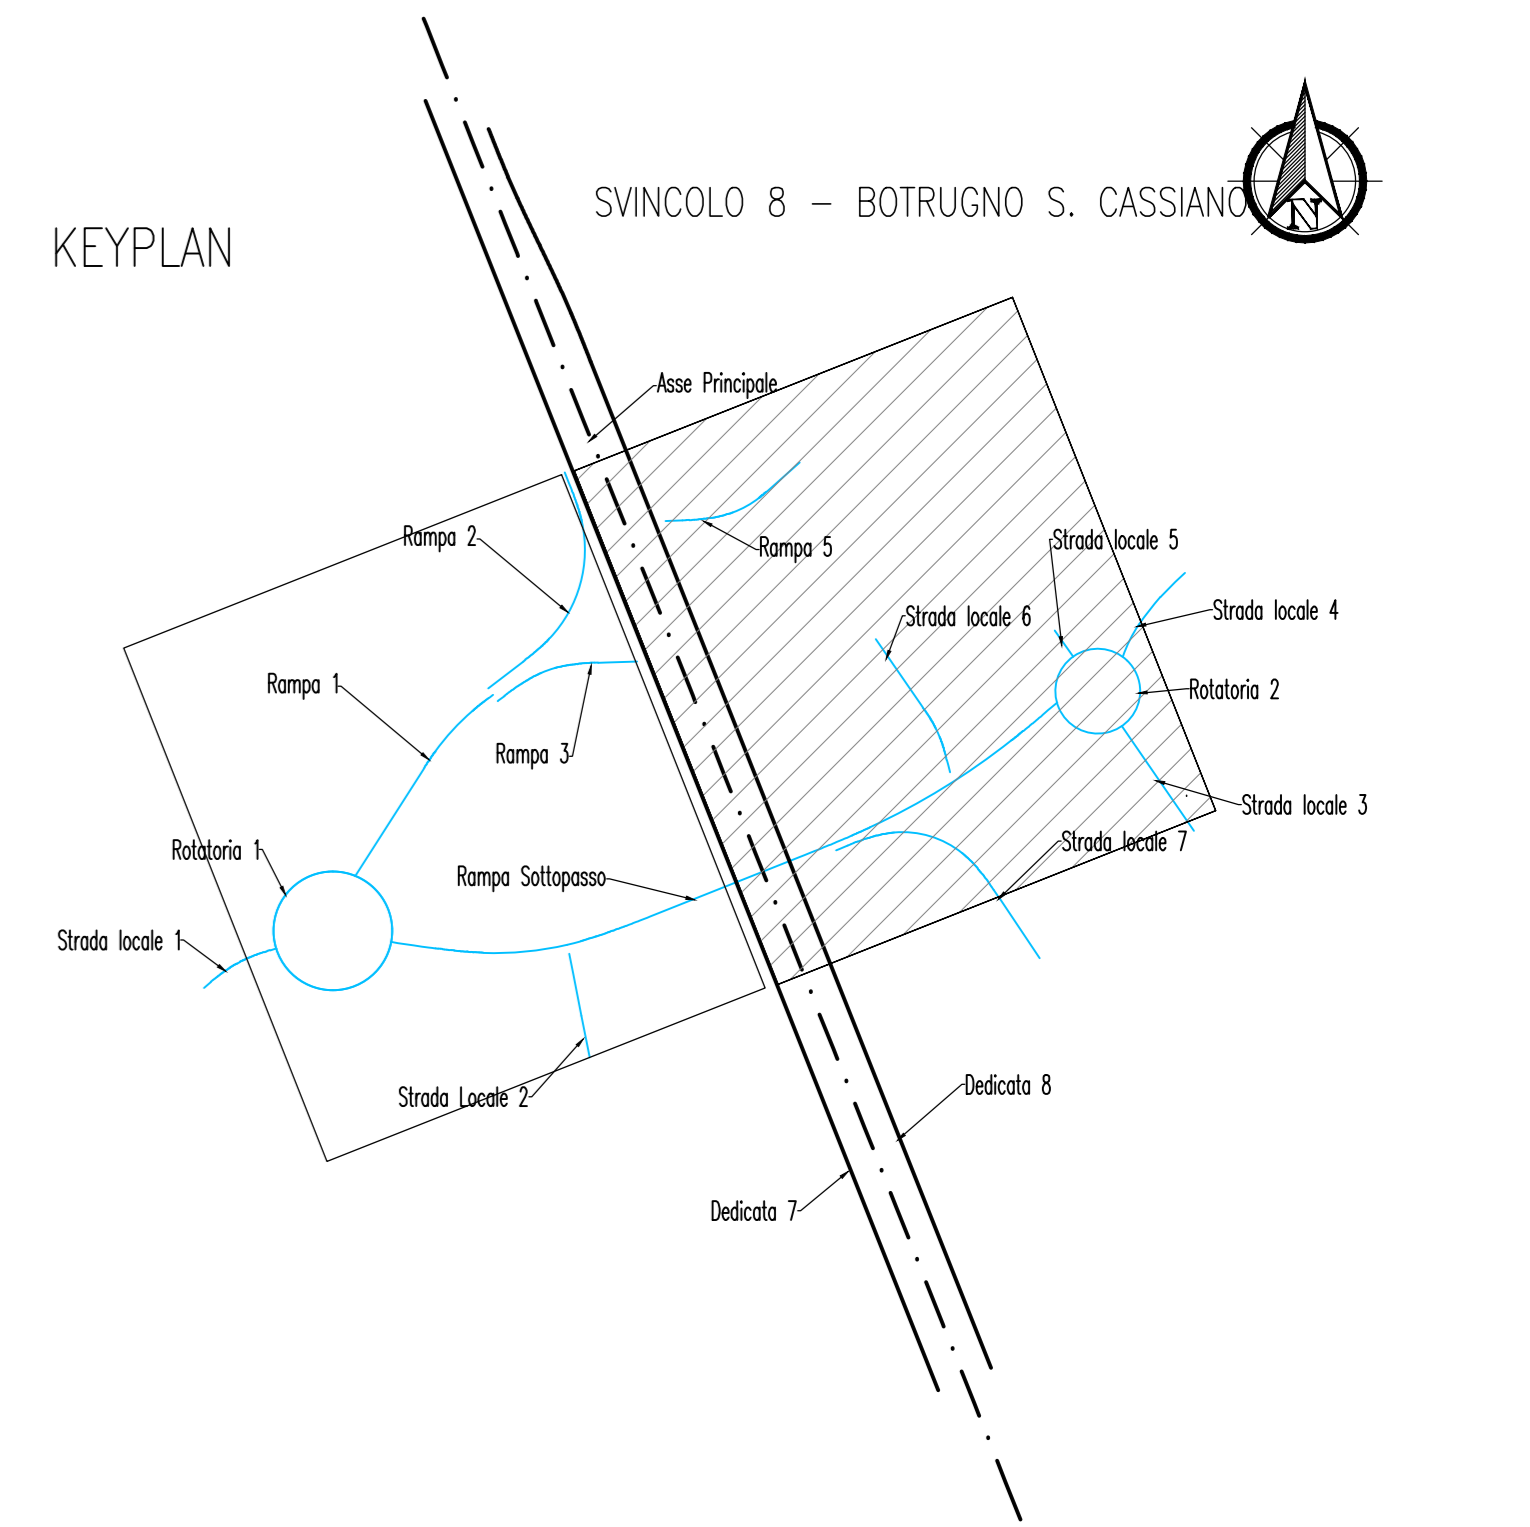 SVINCOLO 8 – BOTRUGNO S. CASSIANO
N
KEYPLAN
Asse Principale
Rampa 2
Rampa 5
Strada locale 5
Strada locale 6
Strada locale 4
Rampa 1
Rotatoria 2
Rampa 3
Strada locale 3
Rotatoria 1
Strada locale 7
Rampa Sottopasso
Strada locale 1
Strada Locale 2
Dedicata 8
Dedicata 7